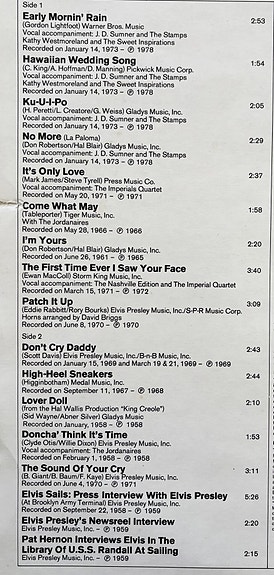 Side 1
Early Mornin' Rain 2:53
(Gordon Lightfoot) Warner Bros. Music
Vocal accompaniment: J. D. Sumner and The Stamps
Kathy Westmoreland and The Sweet Inspirations
Recorded on January 14, 1973 – ℗ 1978
Hawaiian Wedding Song 1:54
(C. King/A. Hoffman/D. Manning) Pickwick Music Corp.
Vocal accompaniment: J. D. Sumner and The Stamps
Kathy Westmoreland and The Sweet Inspirations
Recorded on January 14, 1973 – ℗ 1978
Ku-U-I-Po 2:05
(H. Peretti/L. Creatore/G. Weiss) Gladys Music, Inc.
Vocal accompaniment: J. D. Sumner and The Stamps
Recorded on January 14, 1973 – ℗ 1978
No More (La Paloma) 2:29
(Don Robertson/Hal Blair) Gladys Music, Inc.
Vocal accompaniment: J. D. Sumner and The Stamps
Recorded on January 14, 1973 – ℗ 1978
It's Only Love 2:37
(Mark James/Steve Tyrell) Press Music Co.
Vocal accompaniment: The Imperials Quartet
Recorded on May 20, 1971 – ℗ 1971
Come What May 1:58
(Tableporter) Tiger Music, Inc.
With The Jordanaires
Recorded on May 28, 1966 – ℗ 1966
I'm Yours 2:20
(Don Robertson/Hal Blair) Gladys Music, Inc.
Recorded on June 26, 1961 – ℗ 1965
The First Time Ever I Saw Your Face 3:40
(Ewan MacColl) Storm King Music, Inc.
Vocal accompaniment: The Nashville Edition and The Imperial Quartet
Recorded on March 15, 1971 – ℗ 1972
Patch It Up 3:09
(Eddie Rabbitt/Rory Bourks) Elvis Presley Music, Inc./S-P-R Music Corp.
Horns arranged by David Briggs
Recorded on June 8, 1970 – ℗ 1970
Side 2
Don't Cry Daddy 2:43
(Scott Davis) Elvis Presley Music, Inc./B-n-B Music, Inc.
Recorded on January 15, 1969 and March 19 & 21, 1969 – ℗ 1969
High-Heel Sneakers 2:44
(Higginbotham) Medal Music, Inc.
Recorded on September 11, 1967 – ℗ 1968
Lover Doll 2:10
(from the Hal Wallis Production "King Creole")
(Sid Wayne/Abner Silver) Gladys Music
Recorded on January, 1958 – ℗ 1958
Doncha' Think It's Time 1:53
(Clyde Otis/Willie Dixon) Elvis Presley Music, Inc.
Vocal accompaniment: The Jordanaires
Recorded on February 1, 1958 – ℗ 1958
The Sound Of Your Cry 3:11
(B. Giant/B. Baum/F. Kaye) Elvis Presley Music, Inc.
Recorded on June 4, 1970 – ℗ 1971
Elvis Sails: Press Interview With Elvis Presley 5:26
(At Brooklyn Army Terminal) Elvis Presley Music, Inc.
Recorded on September 22, 1958 – ℗ 1959
Elvis Presley's Newsreel Interview 2:20
Elvis Presley Music, Inc. – ℗ 1959
Pat Hernon Interviews Elvis In The
Library Of U.S.S. Randall At Sailing 2:15
Elvis Presley Music, Inc. – ℗ 1959